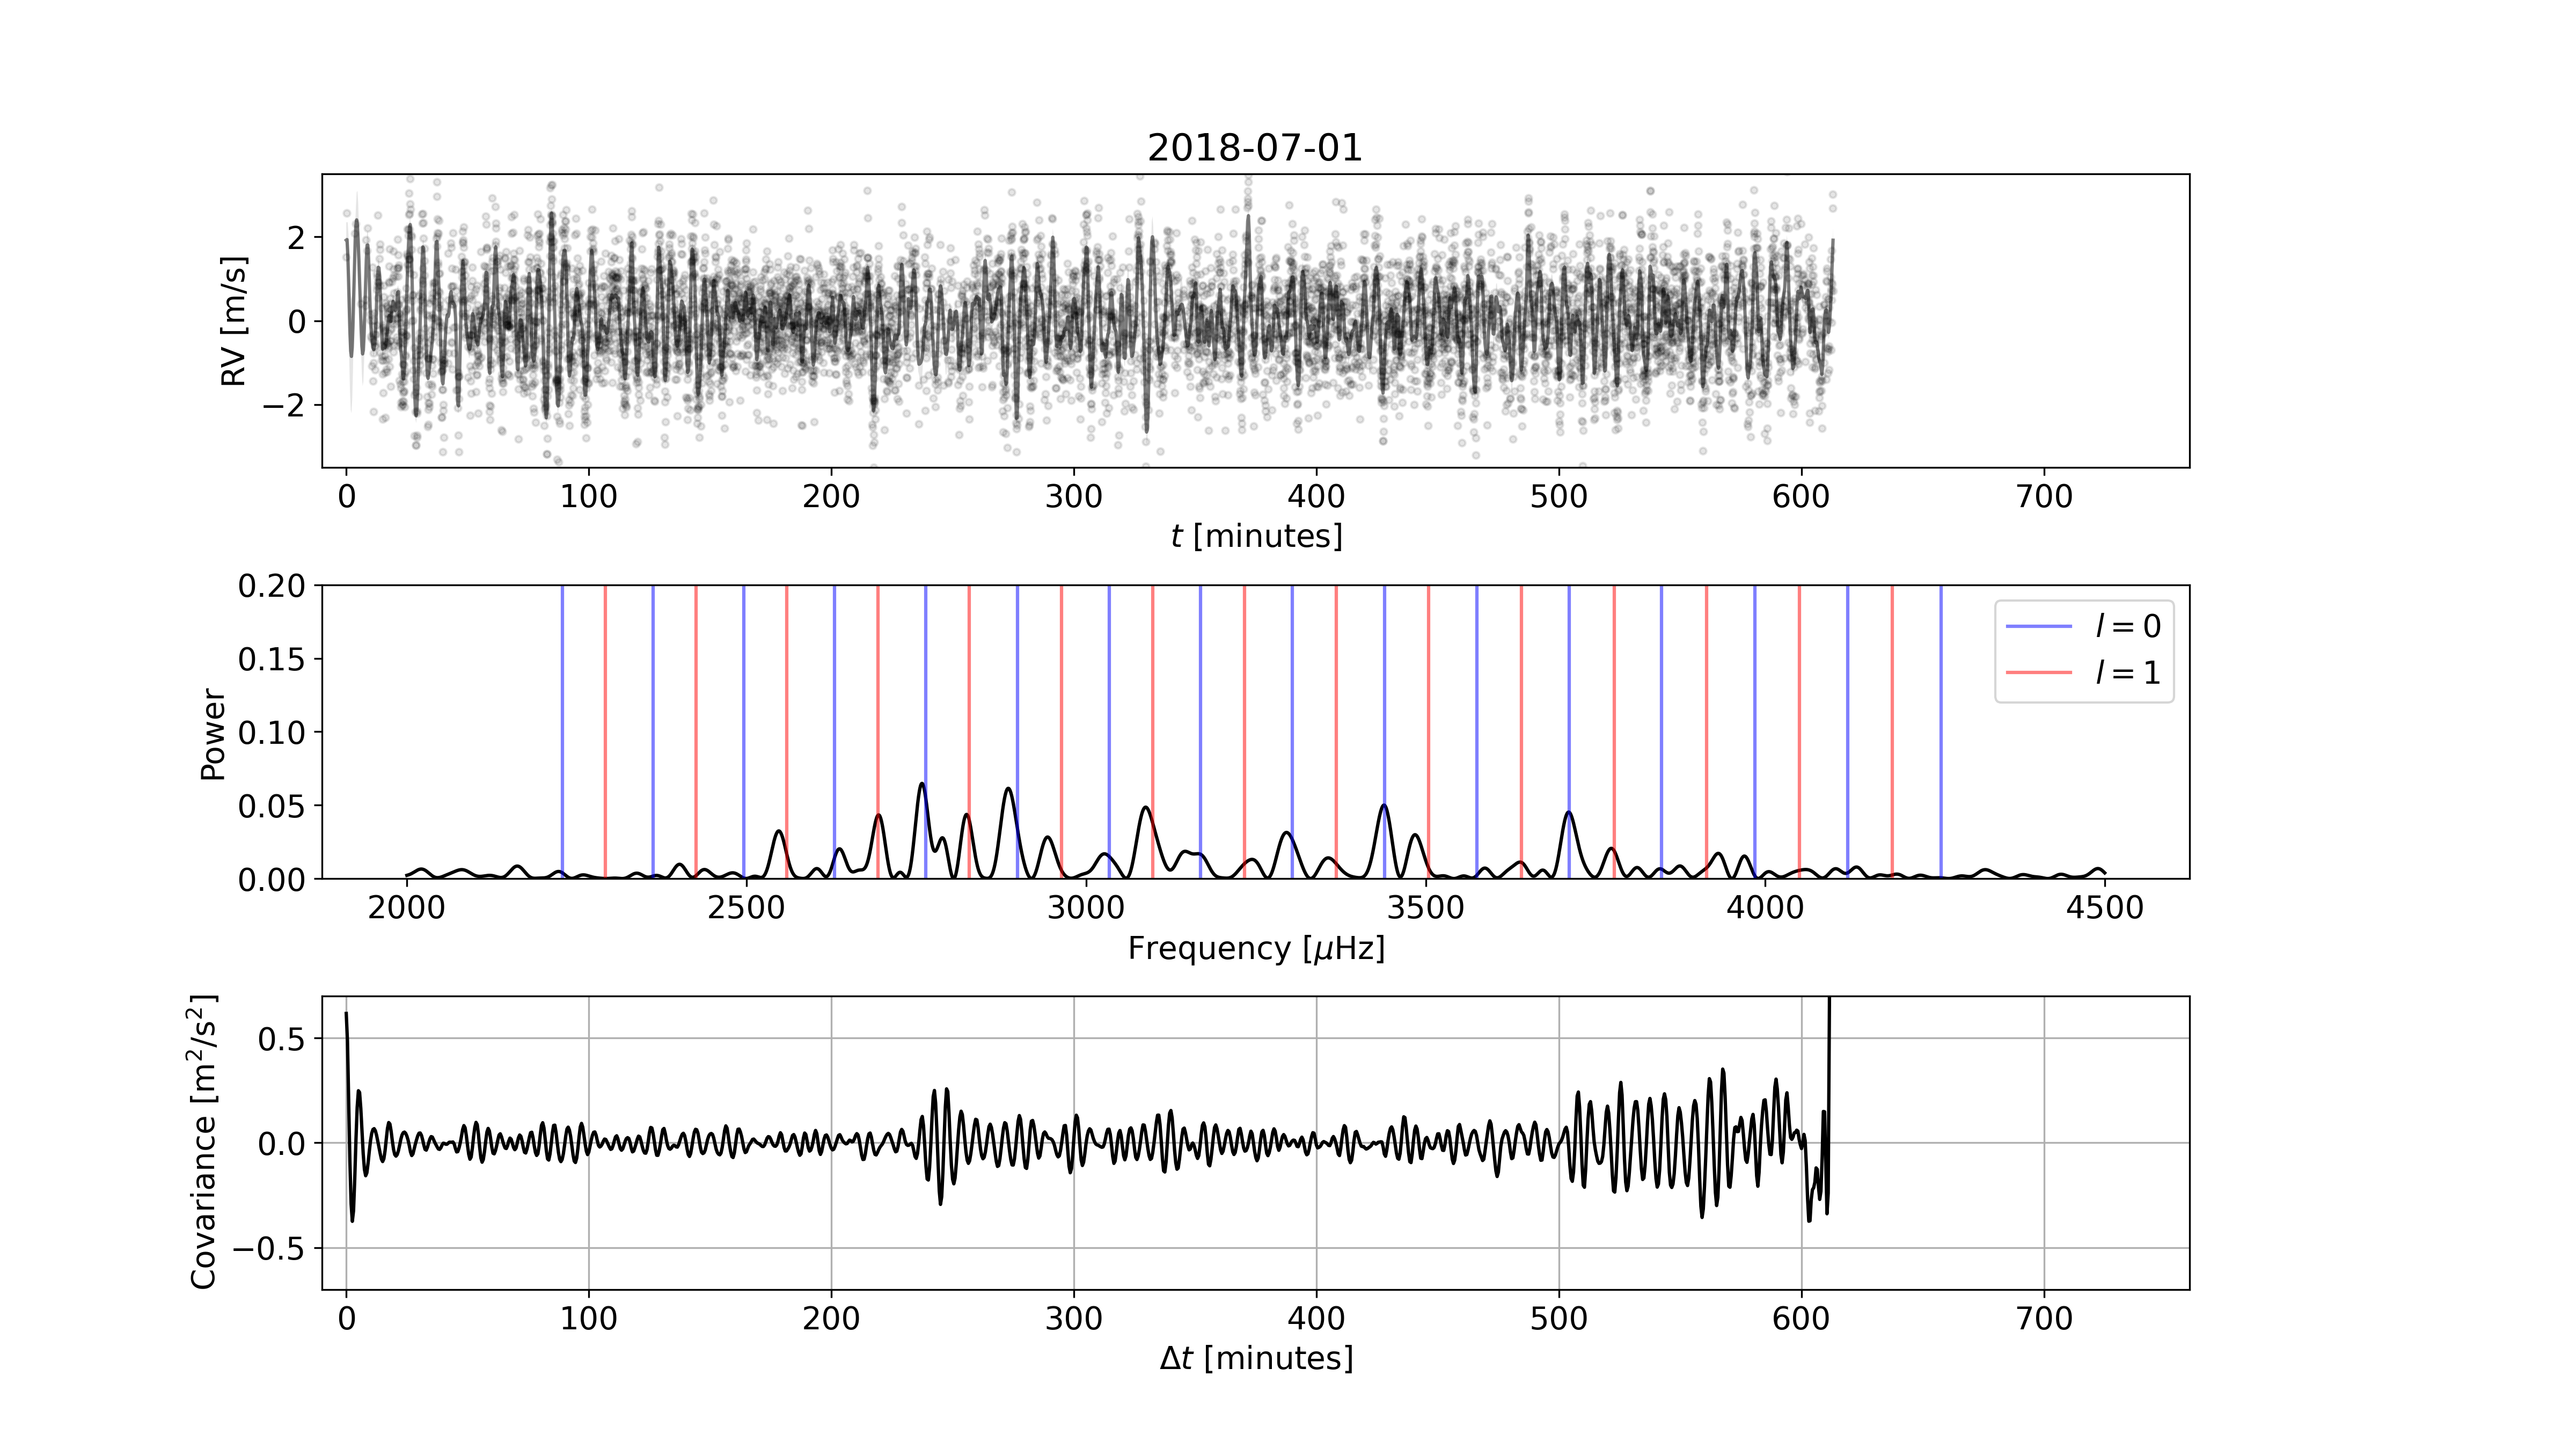 2018-07-01
RV [m/s]
2
0
−2
0 100 200 300 400 500 600 700
t [minutes]
Power
0.20
0.15
0.10
0.05
0.00
l = 0
l = 1
2000 2500 3000 3500 4000 4500
Frequency [μHz]
Covariance [m²/s²]
0.5
0.0
−0.5
0 100 200 300 400 500 600 700
Δt [minutes]